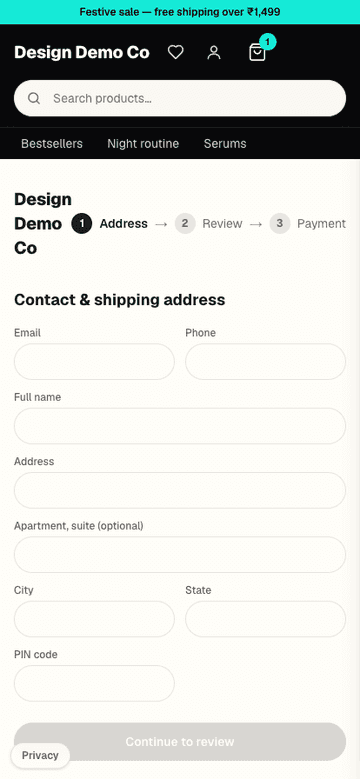 Festive sale — free shipping over ₹1,499
Design Demo Co
1
Search products…
Bestsellers Night routine Serums
Design Demo Co
1 Address → 2 Review → 3 Payment
Contact & shipping address
Email Phone
Full name
Address
Apartment, suite (optional)
City State
PIN code
Continue to review
Privacy